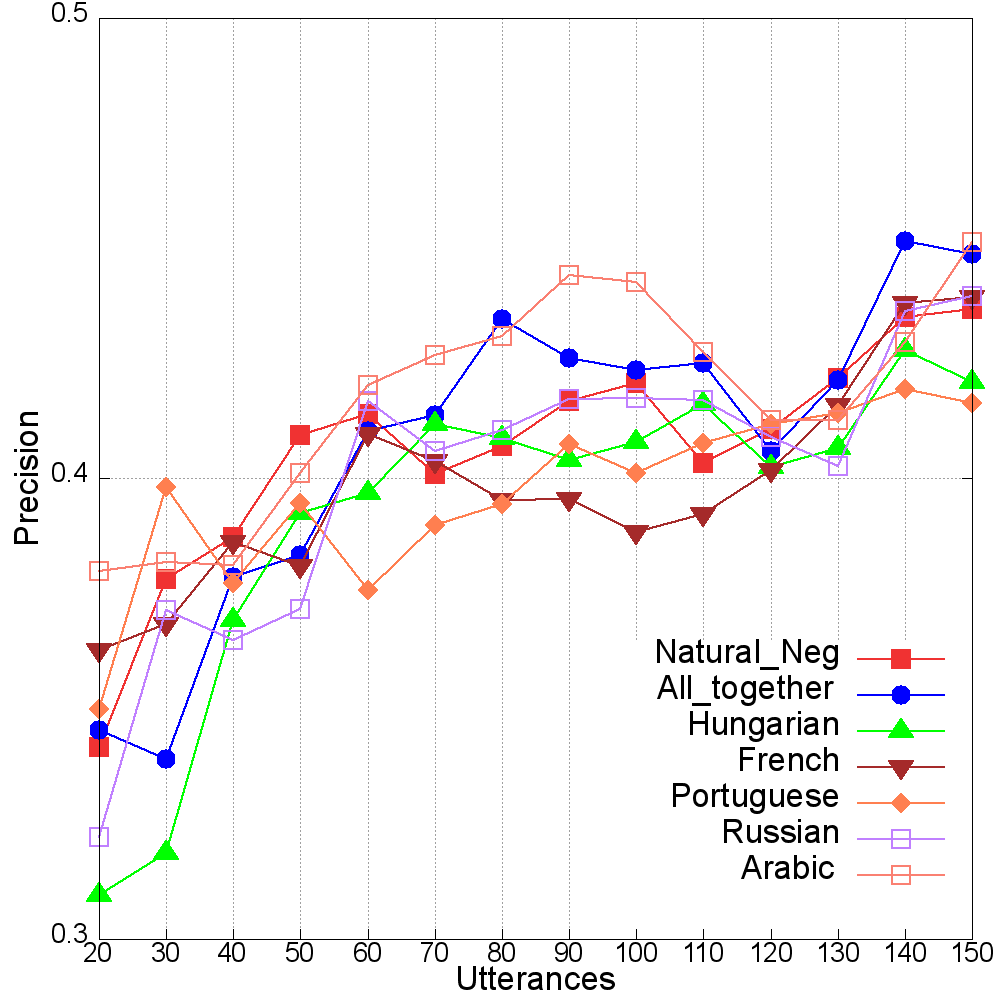 0.5
0.4
0.3
Precision
Natural_Neg
All_together
Hungarian
French
Portuguese
Russian
Arabic
20 30 40 50 60 70 80 90 100 110 120 130 140 150
Utterances